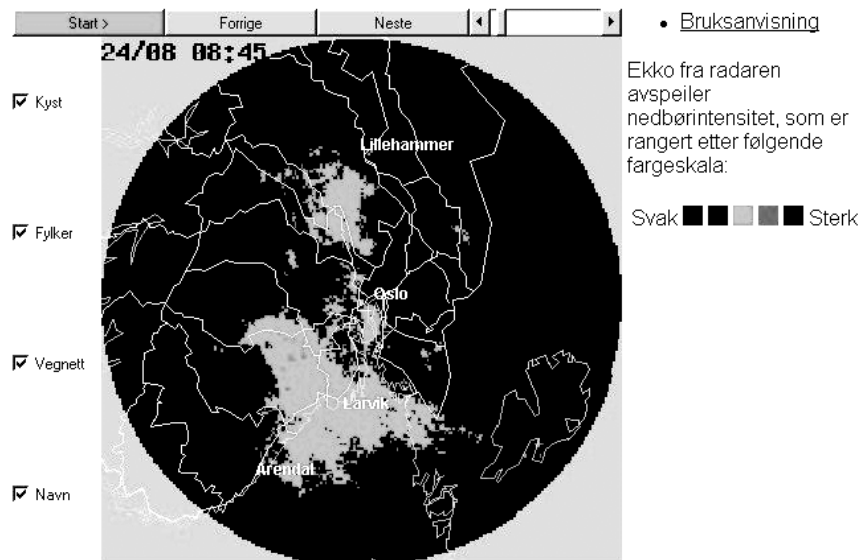 Start >
Forrige
Neste
Bruksanvisning
24/08 08:45
Kyst
Ekko fra radaren
avspeiler
nedbørintensitet, som er
rangert etter følgende
fargeskala:
Lillehammer
Svak
Sterk
Fylker
Oslo
Vegnett
Larvik
Arendal
Navn